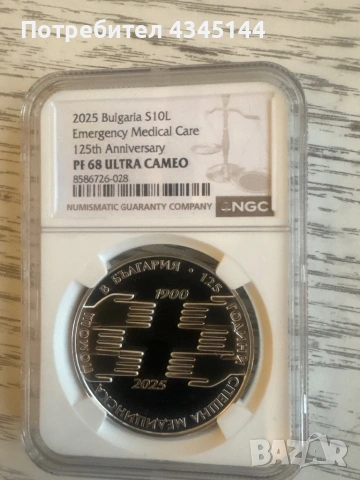 Потребител 4345144
2025 Bulgaria S10L
Emergency Medical Care
125th Anniversary
PF 68 ULTRA CAMEO
8586726-028
NUMISMATIC GUARANTY COMPANY
NGC
125 ГОДИНИ СПЕШНА МЕДИЦИНСКА ПОМОЩ В БЪЛГАРИЯ
1900
2025
BAZAR